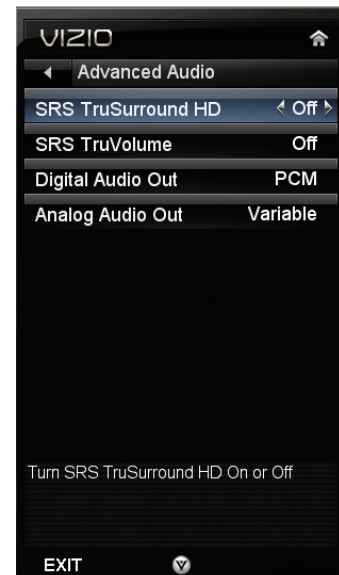 VIZIO
Advanced Audio
SRS TruSurround HD Off
SRS TruVolume Off
Digital Audio Out PCM
Analog Audio Out Variable
Turn SRS TruSurround HD On or Off
EXIT V